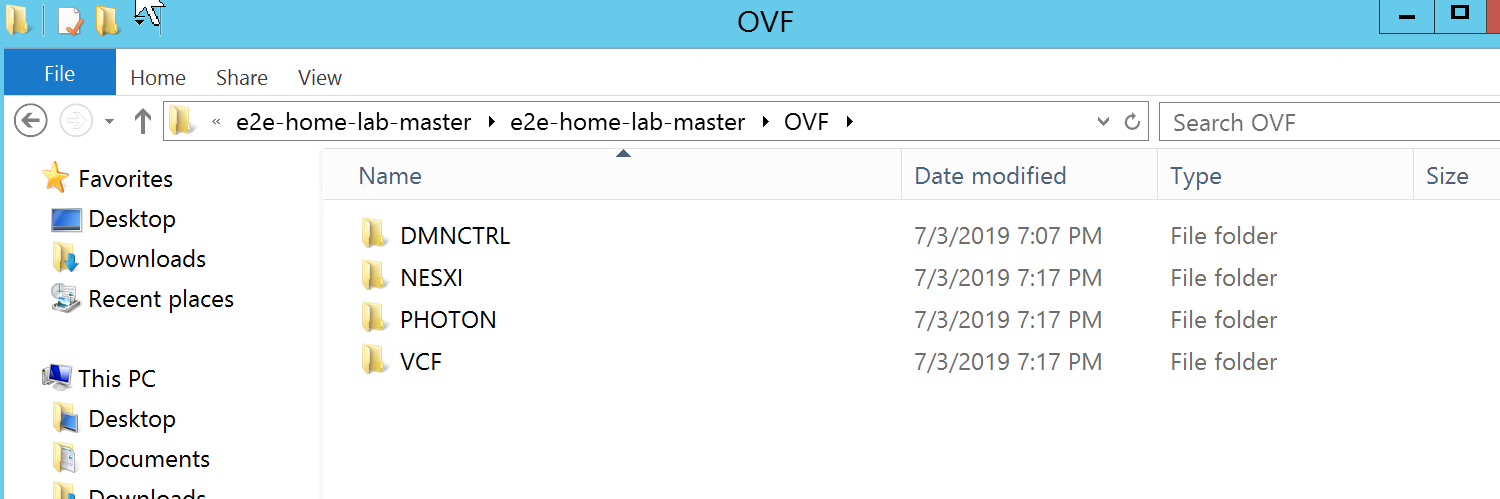 OVF
File Home Share View
« e2e-home-lab-master e2e-home-lab-master OVF Search OVF
Name Date modified Type Size
Favorites
Desktop
Downloads
Recent places
This PC
Desktop
Documents
Downloads
DMNCTRL 7/3/2019 7:07 PM File folder
NESXI 7/3/2019 7:17 PM File folder
PHOTON 7/3/2019 7:17 PM File folder
VCF 7/3/2019 7:17 PM File folder